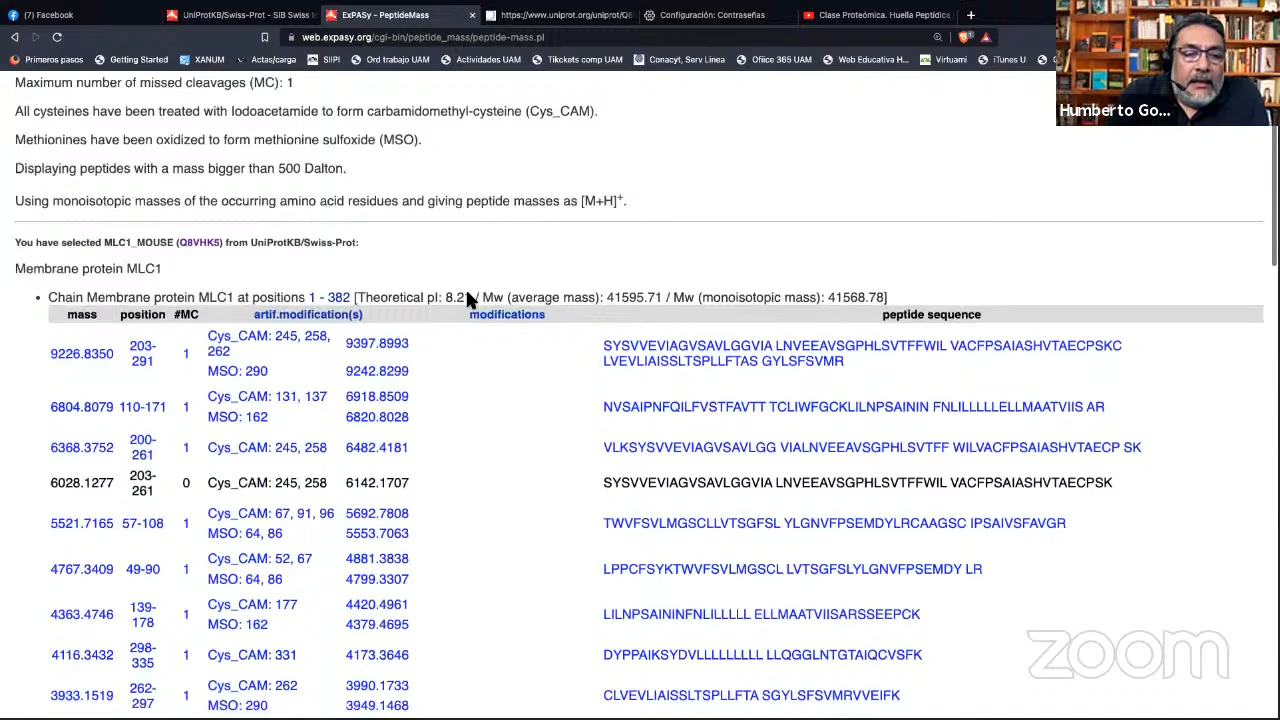 (7) Facebook
UniProtKB/Swiss-Prot - SIB Swiss I
ExPASy - PeptideMass
https://www.uniprot.org/uniprot/Q8
Configuración: Contraseñas
Clase Proteómica. Huella Peptídica
web.expasy.org/cgi-bin/peptide_mass/peptide-mass.pl
Primeros pasos Getting Started XANUM Actas/carga SIIPI Ord trabajo UAM Actividades UAM Tikckets comp UAM Conacyt, Serv Linea Office 365 UAM Web Educativa H... Virtuami iTunes U
Humberto Go...
Maximum number of missed cleavages (MC): 1
All cysteines have been treated with Iodoacetamide to form carbamidomethyl-cysteine (Cys_CAM).
Methionines have been oxidized to form methionine sulfoxide (MSO).
Displaying peptides with a mass bigger than 500 Dalton.
Using monoisotopic masses of the occurring amino acid residues and giving peptide masses as [M+H]+.
You have selected MLC1_MOUSE (Q8VHK5) from UniProtKB/Swiss-Prot:
Membrane protein MLC1
• Chain Membrane protein MLC1 at positions 1 - 382 [Theoretical pI: 8.21 / Mw (average mass): 41595.71 / Mw (monoisotopic mass): 41568.78]
mass position #MC artif.modification(s) modifications peptide sequence
9226.8350 203-291 1 Cys_CAM: 245, 258, 262 9397.8993 SYSVVEVIAGVSAVLGGVIA LNVEEAVSGPHLSVTFFWIL VACFPSAIASHVTAECPSKC
MSO: 290 9242.8299 LVEVLIAISSLTSPLLFTAS GYLSFSVMR
6804.8079 110-171 1 Cys_CAM: 131, 137 6918.8509 NVSAIPNFQILFVSTFAVTT TCLIWFGCKLILNPSAININ FNLILLLLLELLMAATVIIS AR
MSO: 162 6820.8028
6368.3752 200-261 1 Cys_CAM: 245, 258 6482.4181 VLKSYSVVEVIAGVSAVLGG VIALNVEEAVSGPHLSVTFF WILVACFPSAIASHVTAECP SK
6028.1277 203-261 0 Cys_CAM: 245, 258 6142.1707 SYSVVEVIAGVSAVLGGVIA LNVEEAVSGPHLSVTFFWIL VACFPSAIASHVTAECPSK
5521.7165 57-108 1 Cys_CAM: 67, 91, 96 5692.7808 TWVFSVLMGSCLLVTSGFSL YLGNVFPSEMDYLRCAAGSC IPSAIVSFAVGR
MSO: 64, 86 5553.7063
4767.3409 49-90 1 Cys_CAM: 52, 67 4881.3838 LPPCFSYKTWVFSVLMGSCL LVTSGFSLYLGNVFPSEMDY LR
MSO: 64, 86 4799.3307
4363.4746 139-178 1 Cys_CAM: 177 4420.4961 LILNPSAININFNLILLLLL ELLMAATVIISARSSEEPCK
MSO: 162 4379.4695
4116.3432 298-335 1 Cys_CAM: 331 4173.3646 DYPPAIKSYDVLLLLLLLLL LLQGGLNTGTAIQCVSFK
3933.1519 262-297 1 Cys_CAM: 262 3990.1733 CLVEVLIAISSLTSPLLFTA SGYLSFSVMRVVEIFK
MSO: 290 3949.1468
zoom